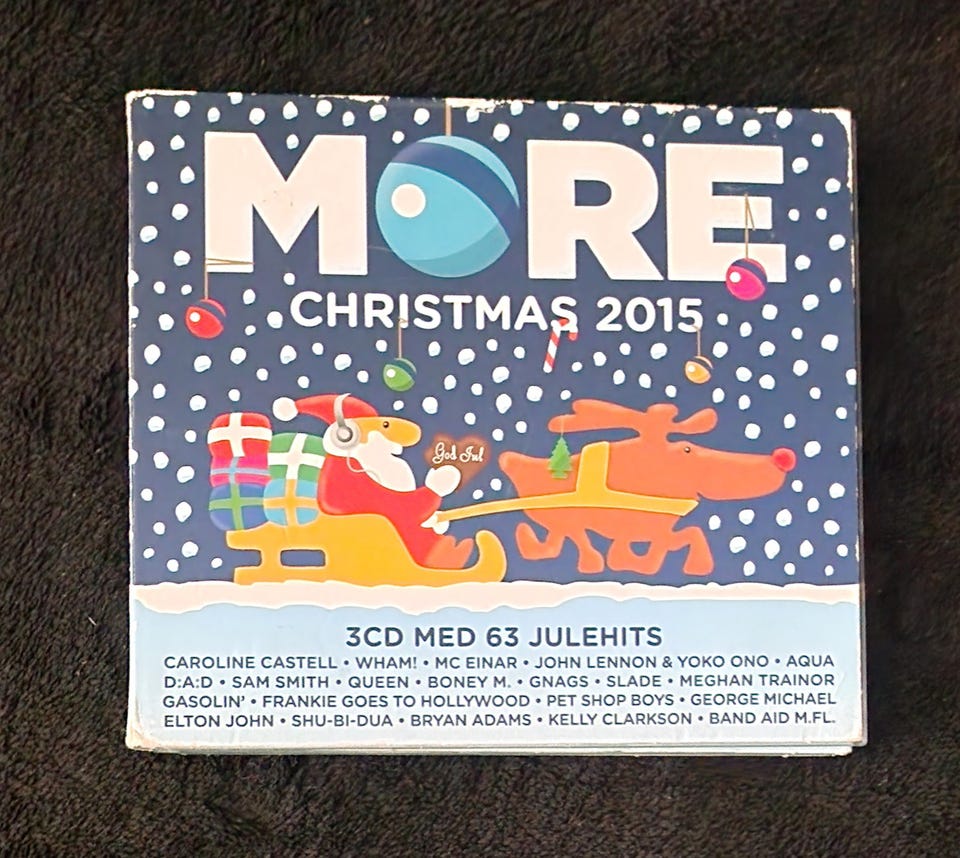 MORE
CHRISTMAS 2015
God Jul
3CD MED 63 JULEHITS
CAROLINE CASTELL • WHAM! • MC EINAR • JOHN LENNON & YOKO ONO • AQUA
D:A:D • SAM SMITH • QUEEN • BONEY M. • GNAGS • SLADE • MEGHAN TRAINOR
GASOLIN' • FRANKIE GOES TO HOLLYWOOD • PET SHOP BOYS • GEORGE MICHAEL
ELTON JOHN • SHU-BI-DUA • BRYAN ADAMS • KELLY CLARKSON • BAND AID M.FL.